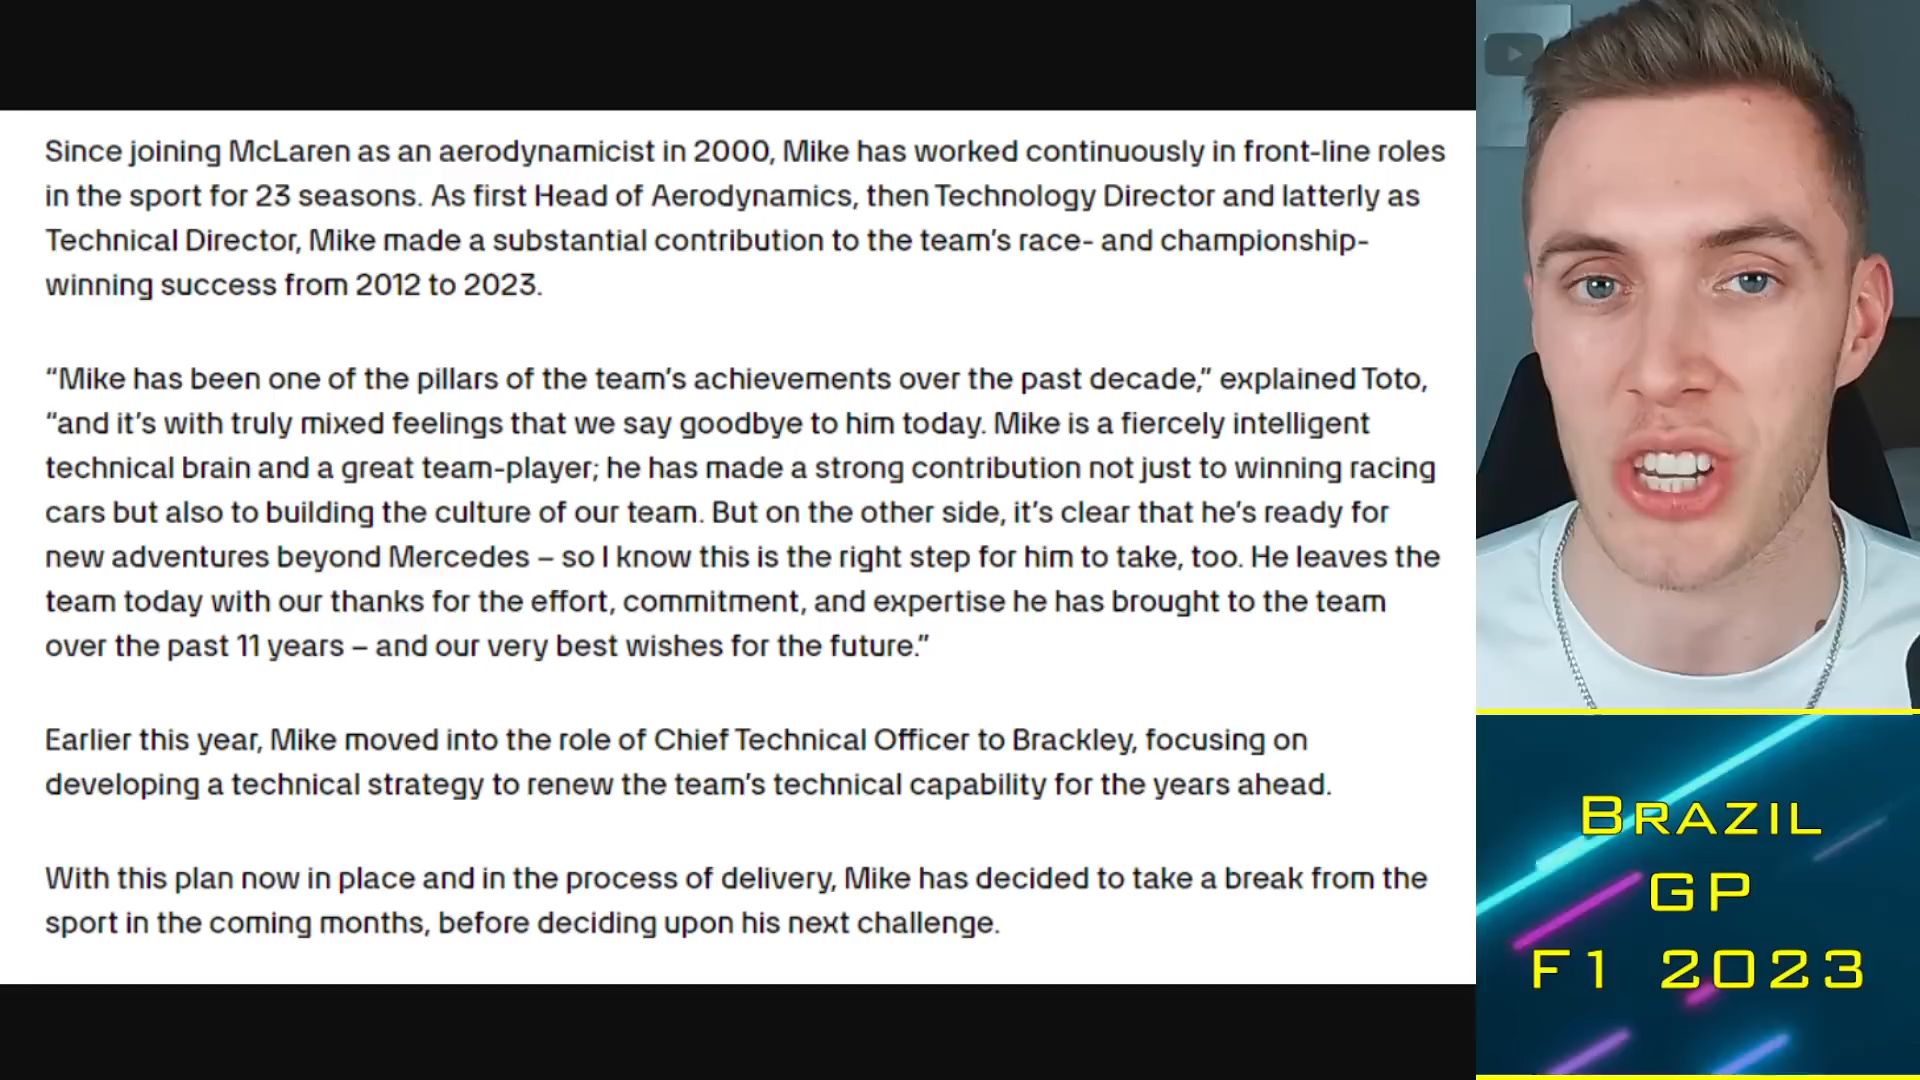 Since joining McLaren as an aerodynamicist in 2000, Mike has worked continuously in front-line roles
in the sport for 23 seasons. As first Head of Aerodynamics, then Technology Director and latterly as
Technical Director, Mike made a substantial contribution to the team’s race- and championship-
winning success from 2012 to 2023.
“Mike has been one of the pillars of the team’s achievements over the past decade,” explained Toto,
“and it’s with truly mixed feelings that we say goodbye to him today. Mike is a fiercely intelligent
technical brain and a great team-player; he has made a strong contribution not just to winning racing
cars but also to building the culture of our team. But on the other side, it’s clear that he’s ready for
new adventures beyond Mercedes – so I know this is the right step for him to take, too. He leaves the
team today with our thanks for the effort, commitment, and expertise he has brought to the team
over the past 11 years – and our very best wishes for the future.”
Earlier this year, Mike moved into the role of Chief Technical Officer to Brackley, focusing on
developing a technical strategy to renew the team’s technical capability for the years ahead.
With this plan now in place and in the process of delivery, Mike has decided to take a break from the
sport in the coming months, before deciding upon his next challenge.
BRAZIL
GP
F1 2023